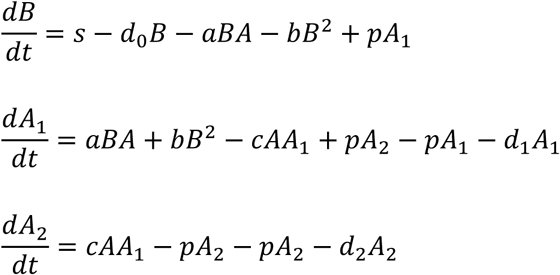 dB/dt = s − d₀B − aBA − bB² + pA₁
dA₁/dt = aBA + bB² − cAA₁ + pA₂ − pA₁ − d₁A₁
dA₂/dt = cAA₁ − pA₂ − pA₂ − d₂A₂